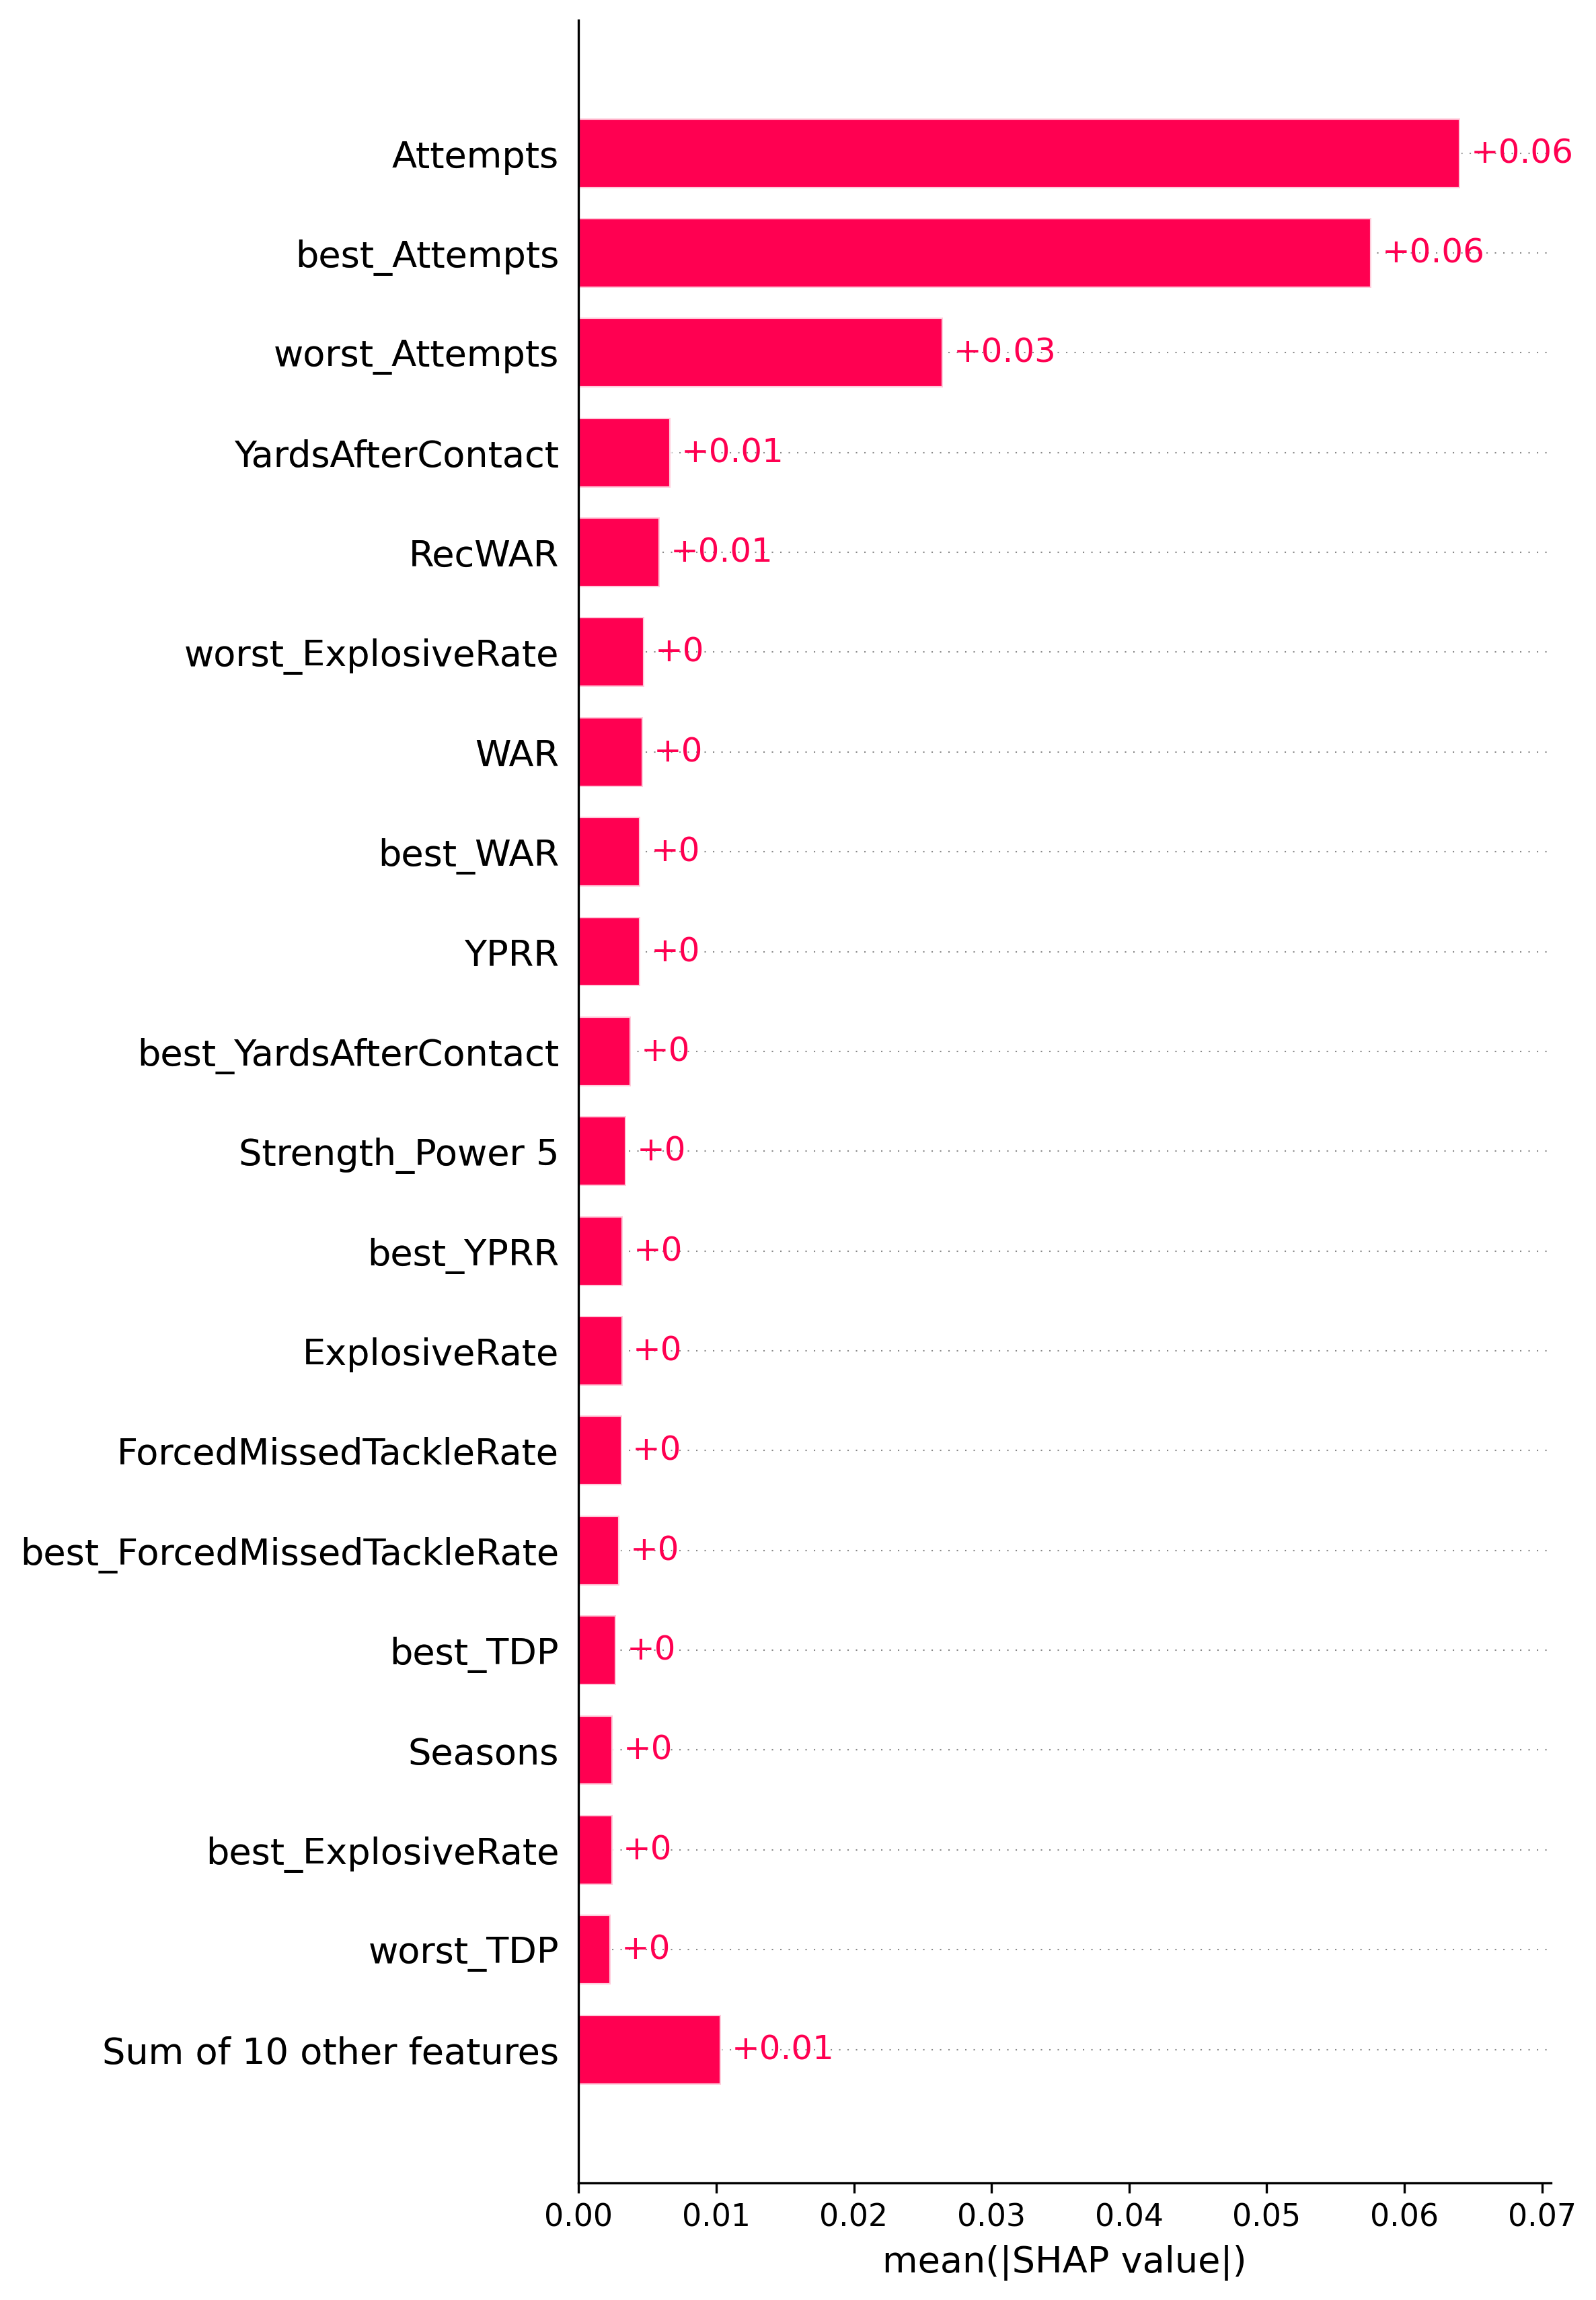 Attempts +0.06
best_Attempts +0.06
worst_Attempts +0.03
YardsAfterContact +0.01
RecWAR +0.01
worst_ExplosiveRate +0
WAR +0
best_WAR +0
YPRR +0
best_YardsAfterContact +0
Strength_Power 5 +0
best_YPRR +0
ExplosiveRate +0
ForcedMissedTackleRate +0
best_ForcedMissedTackleRate +0
best_TDP +0
Seasons +0
best_ExplosiveRate +0
worst_TDP +0
Sum of 10 other features +0.01
0.00 0.01 0.02 0.03 0.04 0.05 0.06 0.07
mean(|SHAP value|)